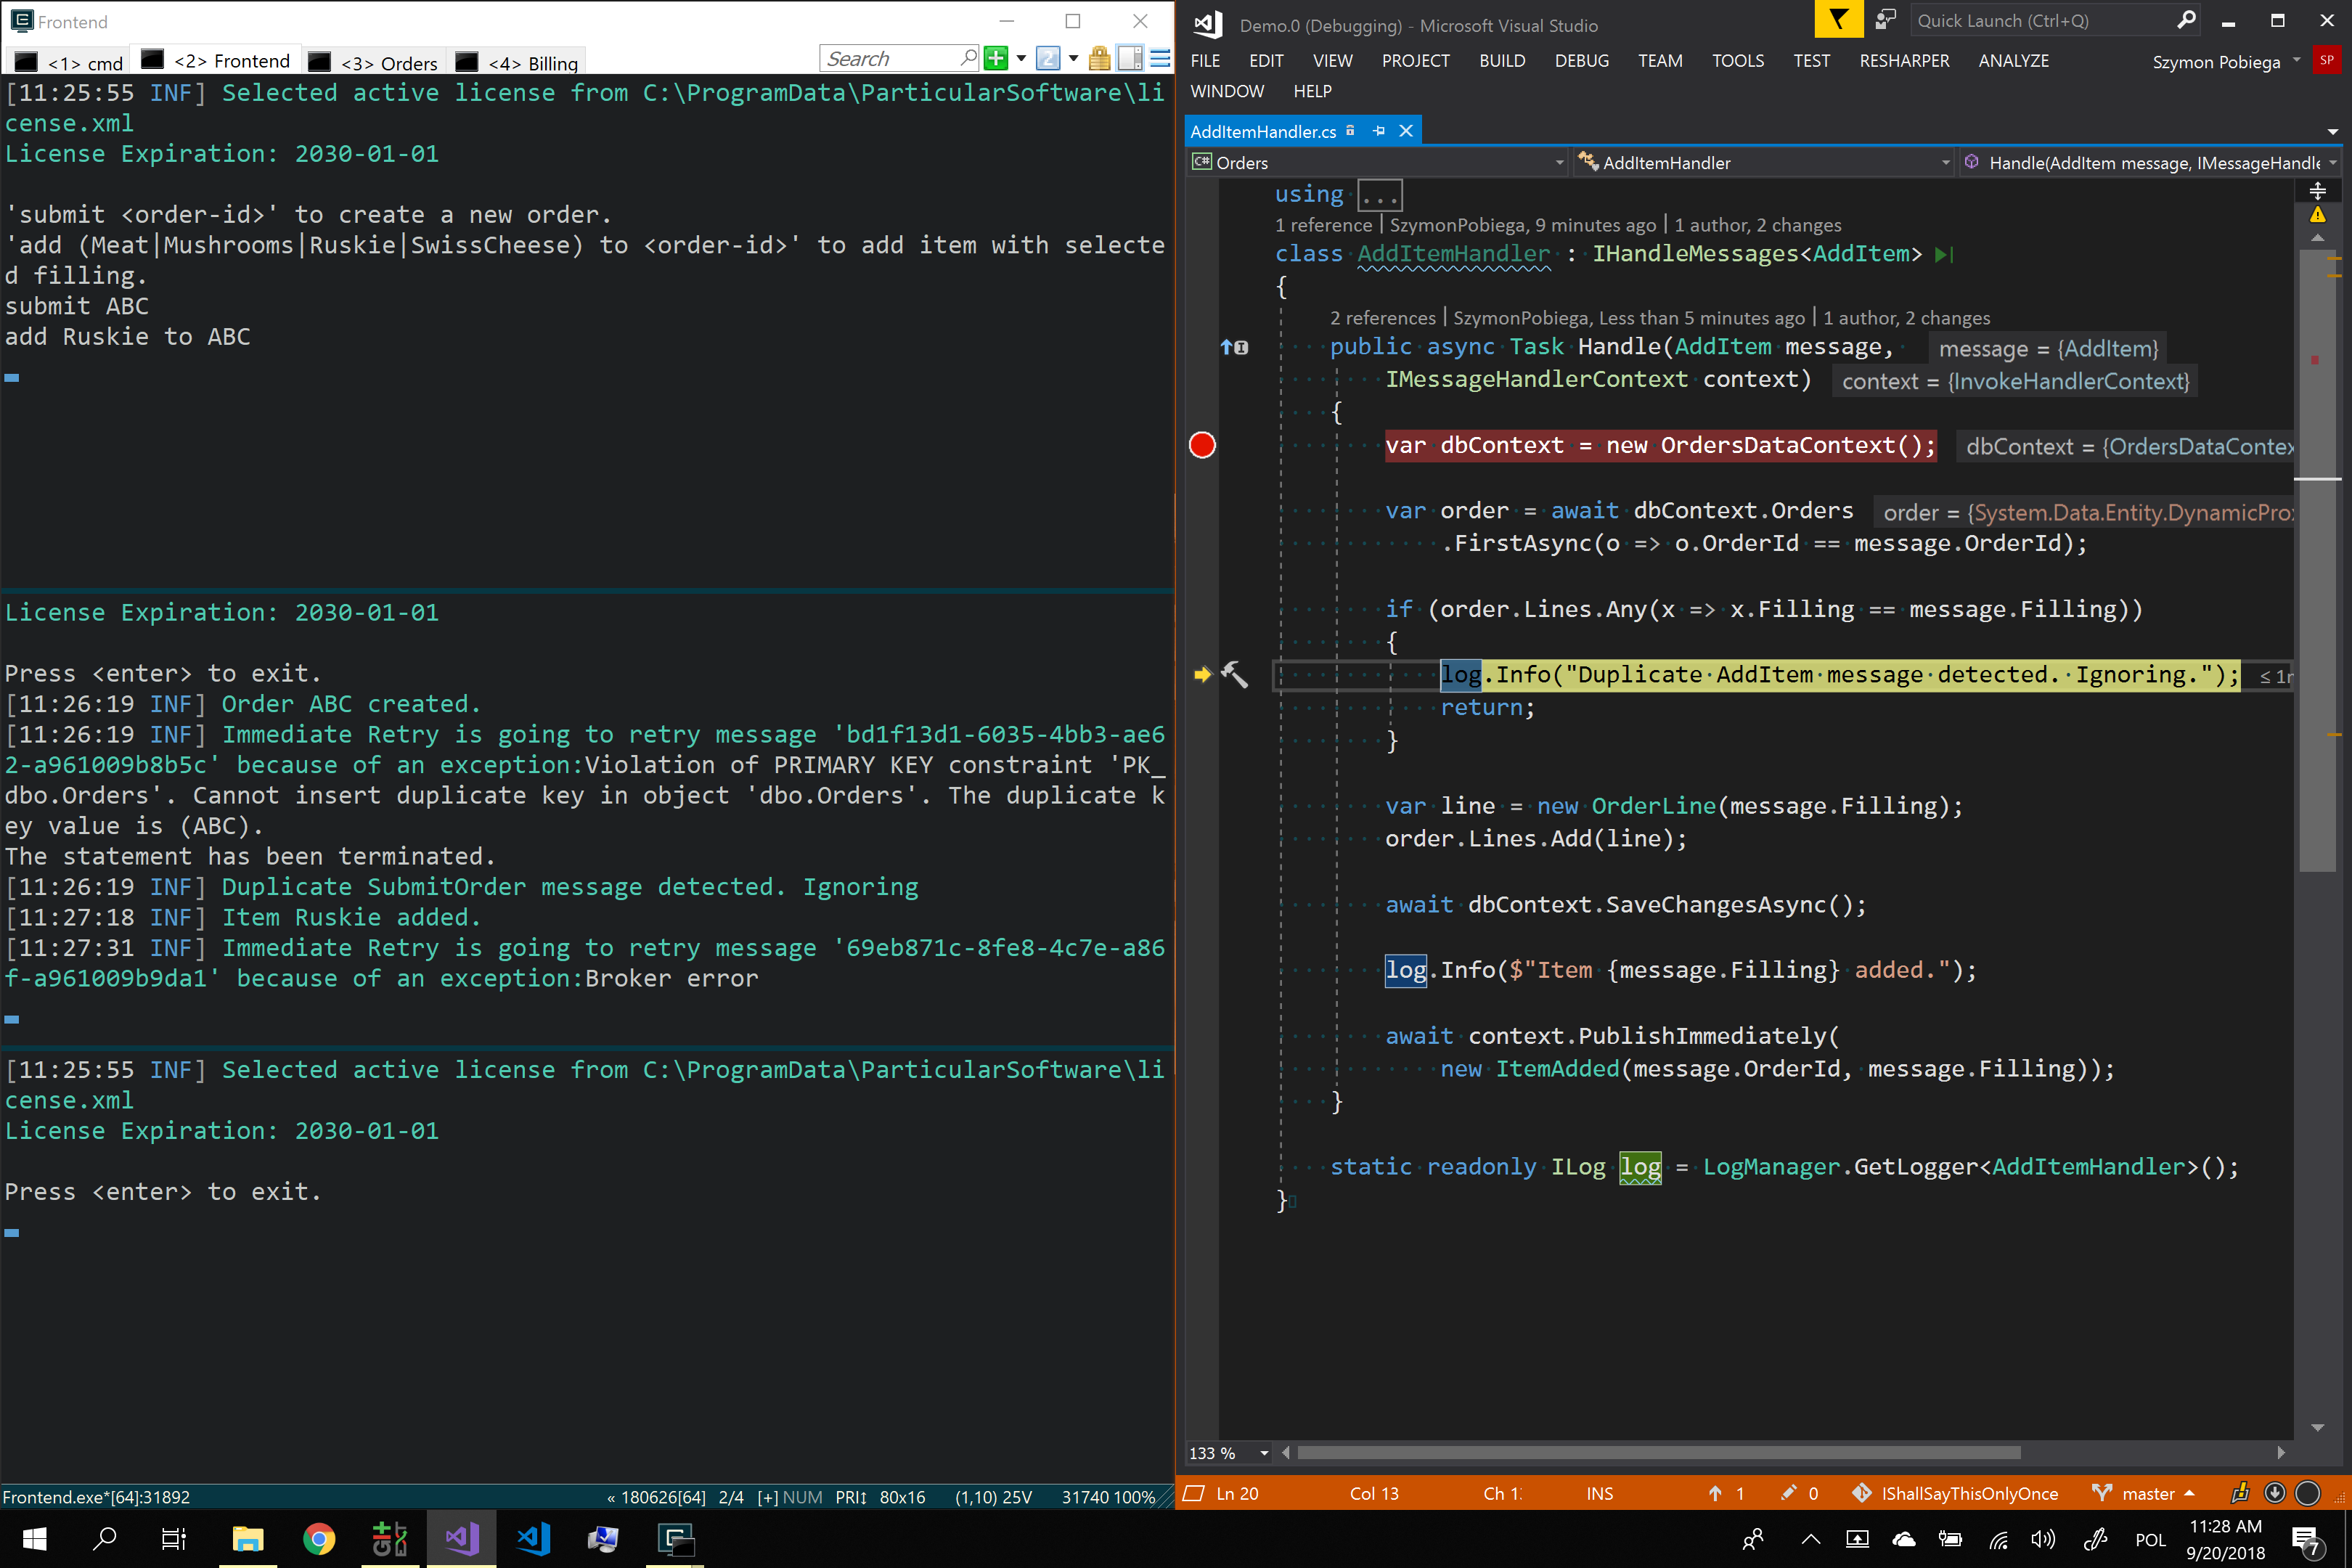 Frontend
<1> cmd
<2> Frontend
<3> Orders
<4> Billing
Search
[11:25:55 INF] Selected active license from C:\ProgramData\ParticularSoftware\li
cense.xml
License Expiration: 2030-01-01
'submit <order-id>' to create a new order.
'add (Meat|Mushrooms|Ruskie|SwissCheese) to <order-id>' to add item with selecte
d filling.
submit ABC
add Ruskie to ABC
License Expiration: 2030-01-01
Press <enter> to exit.
[11:26:19 INF] Order ABC created.
[11:26:19 INF] Immediate Retry is going to retry message 'bd1f13d1-6035-4bb3-ae6
2-a961009b8b5c' because of an exception:Violation of PRIMARY KEY constraint 'PK_
dbo.Orders'. Cannot insert duplicate key in object 'dbo.Orders'. The duplicate k
ey value is (ABC).
The statement has been terminated.
[11:26:19 INF] Duplicate SubmitOrder message detected. Ignoring
[11:27:18 INF] Item Ruskie added.
[11:27:31 INF] Immediate Retry is going to retry message '69eb871c-8fe8-4c7e-a86
f-a961009b9da1' because of an exception:Broker error
[11:25:55 INF] Selected active license from C:\ProgramData\ParticularSoftware\li
cense.xml
License Expiration: 2030-01-01
Press <enter> to exit.
Frontend.exe*[64]:31892
« 180626[64] 2/4 [+] NUM PRI↕ 80x16 (1,10) 25V 31740 100%
Demo.0 (Debugging) - Microsoft Visual Studio
Quick Launch (Ctrl+Q)
FILE EDIT VIEW PROJECT BUILD DEBUG TEAM TOOLS TEST RESHARPER ANALYZE
Szymon Pobiega SP
WINDOW HELP
AddItemHandler.cs
C# Orders
AddItemHandler
Handle(AddItem message, IMessageHandle
using ...
1 reference | SzymonPobiega, 9 minutes ago | 1 author, 2 changes
class AddItemHandler : IHandleMessages<AddItem>
{
2 references | SzymonPobiega, Less than 5 minutes ago | 1 author, 2 changes
public async Task Handle(AddItem message, message = {AddItem}
IMessageHandlerContext context) context = {InvokeHandlerContext}
{
var dbContext = new OrdersDataContext(); dbContext = {OrdersDataContex
var order = await dbContext.Orders order = {System.Data.Entity.DynamicPro
.FirstAsync(o => o.OrderId == message.OrderId);
if (order.Lines.Any(x => x.Filling == message.Filling))
{
log.Info("Duplicate AddItem message detected. Ignoring."); ≤ 1
return;
}
var line = new OrderLine(message.Filling);
order.Lines.Add(line);
await dbContext.SaveChangesAsync();
log.Info($"Item {message.Filling} added.");
await context.PublishImmediately(
new ItemAdded(message.OrderId, message.Filling));
}
static readonly ILog log = LogManager.GetLogger<AddItemHandler>();
}
133 %
Ln 20 Col 13 Ch 1 INS 1 0 IShallSayThisOnlyOnce master
POL
11:28 AM
9/20/2018
7